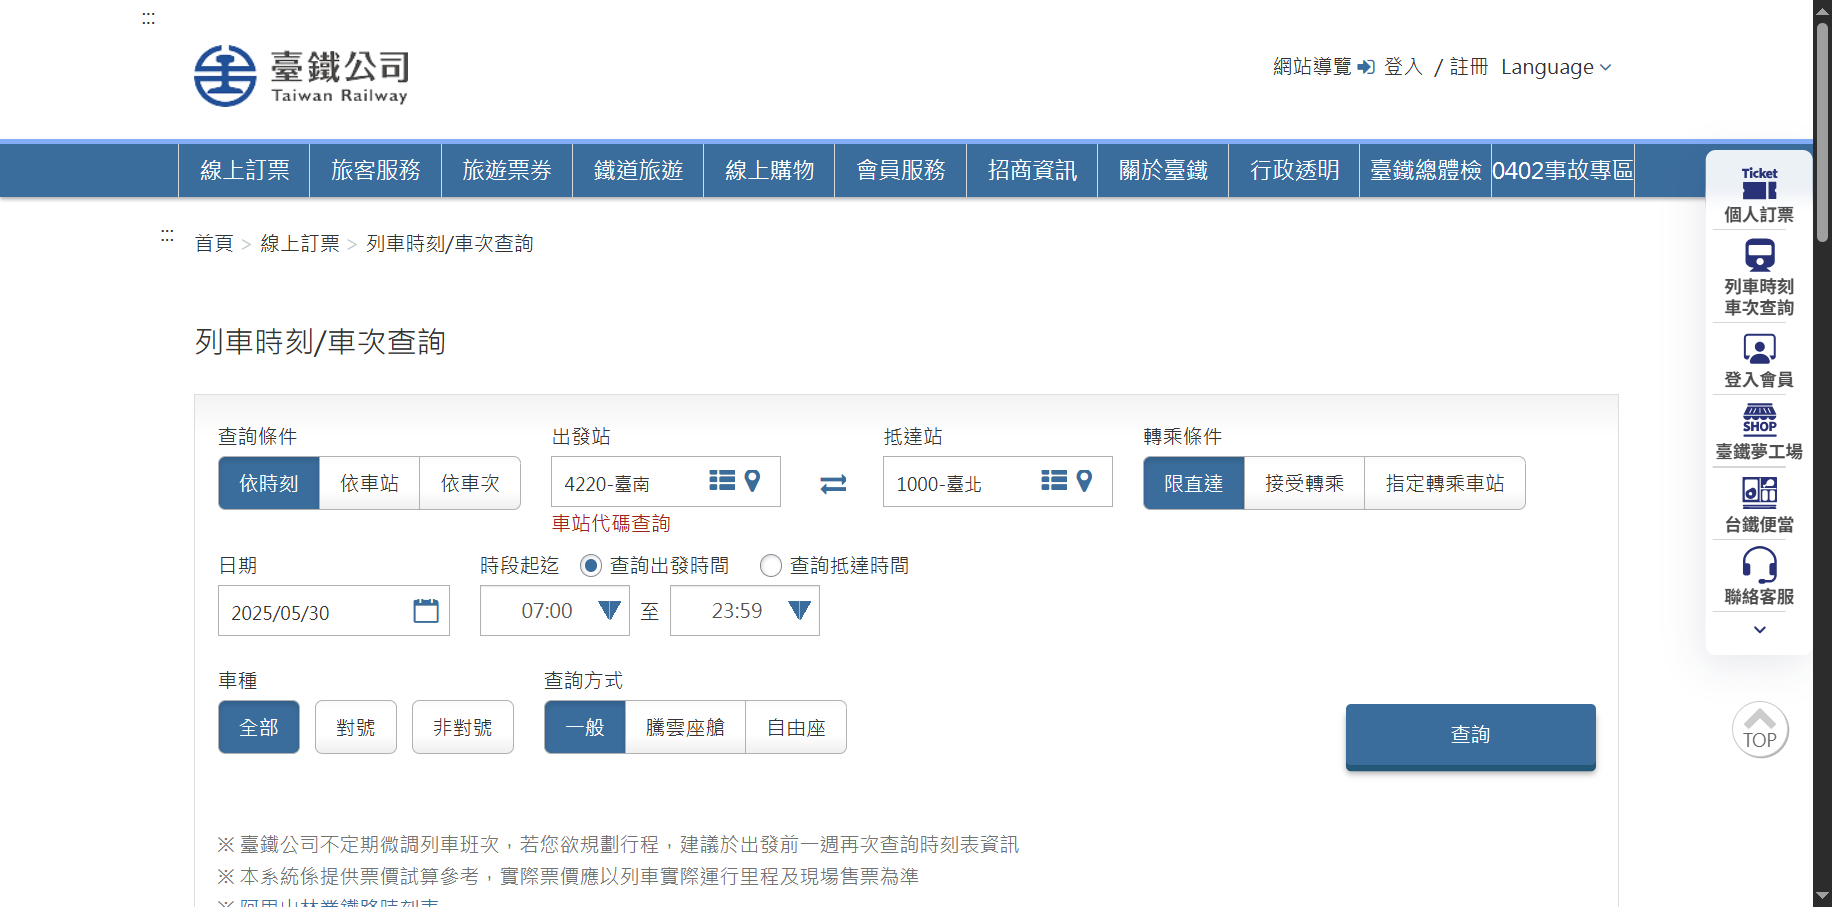 :::
臺鐵公司
Taiwan Railway
網站導覽 登入 / 註冊 Language
線上訂票 旅客服務 旅遊票券 鐵道旅遊 線上購物 會員服務 招商資訊 關於臺鐵 行政透明 臺鐵總體檢 0402事故專區
:::
首頁 > 線上訂票 > 列車時刻/車次查詢
列車時刻/車次查詢
查詢條件 出發站 抵達站 轉乘條件
依時刻 依車站 依車次 4220-臺南 1000-臺北 限直達 接受轉乘 指定轉乘車站
車站代碼查詢
日期 時段起迄 查詢出發時間 查詢抵達時間
2025/05/30 07:00 至 23:59
車種 查詢方式
全部 對號 非對號 一般 騰雲座艙 自由座
查詢
※ 臺鐵公司不定期微調列車班次，若您欲規劃行程，建議於出發前一週再次查詢時刻表資訊
※ 本系統係提供票價試算參考，實際票價應以列車實際運行里程及現場售票為準
※ 阿里山林業鐵路時刻表
Ticket
個人訂票
列車時刻
車次查詢
登入會員
SHOP
臺鐵夢工場
台鐵便當
聯絡客服
TOP